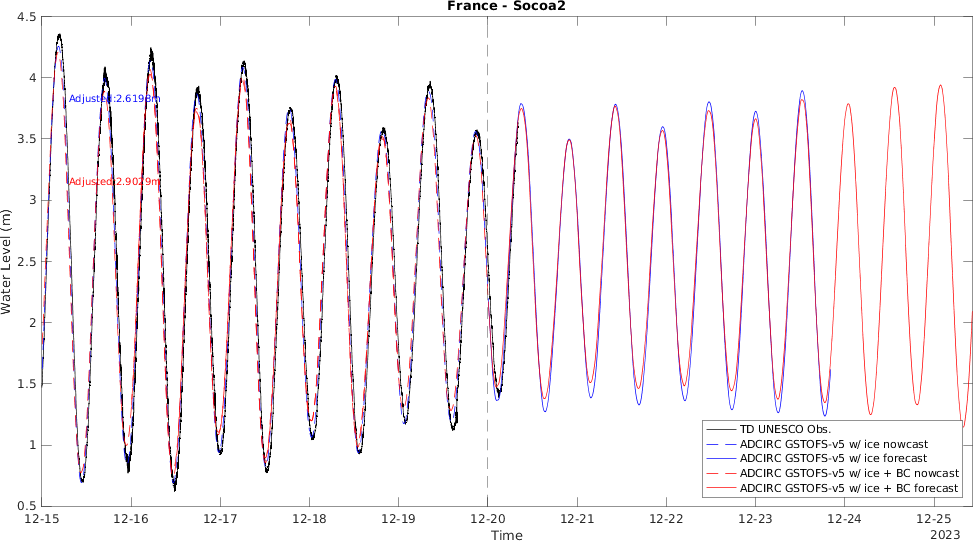 France - Socoa2
4.5
4
3.5
3
2.5
2
1.5
1
0.5
Water Level (m)
Adjusted:2.6198m
Adjusted:2.9029m
TD UNESCO Obs.
ADCIRC GSTOFS-v5 w/ice nowcast
ADCIRC GSTOFS-v5 w/ice forecast
ADCIRC GSTOFS-v5 w/ice + BC nowcast
ADCIRC GSTOFS-v5 w/ice + BC forecast
12-15 12-16 12-17 12-18 12-19 12-20 12-21 12-22 12-23 12-24 12-25
2023
Time